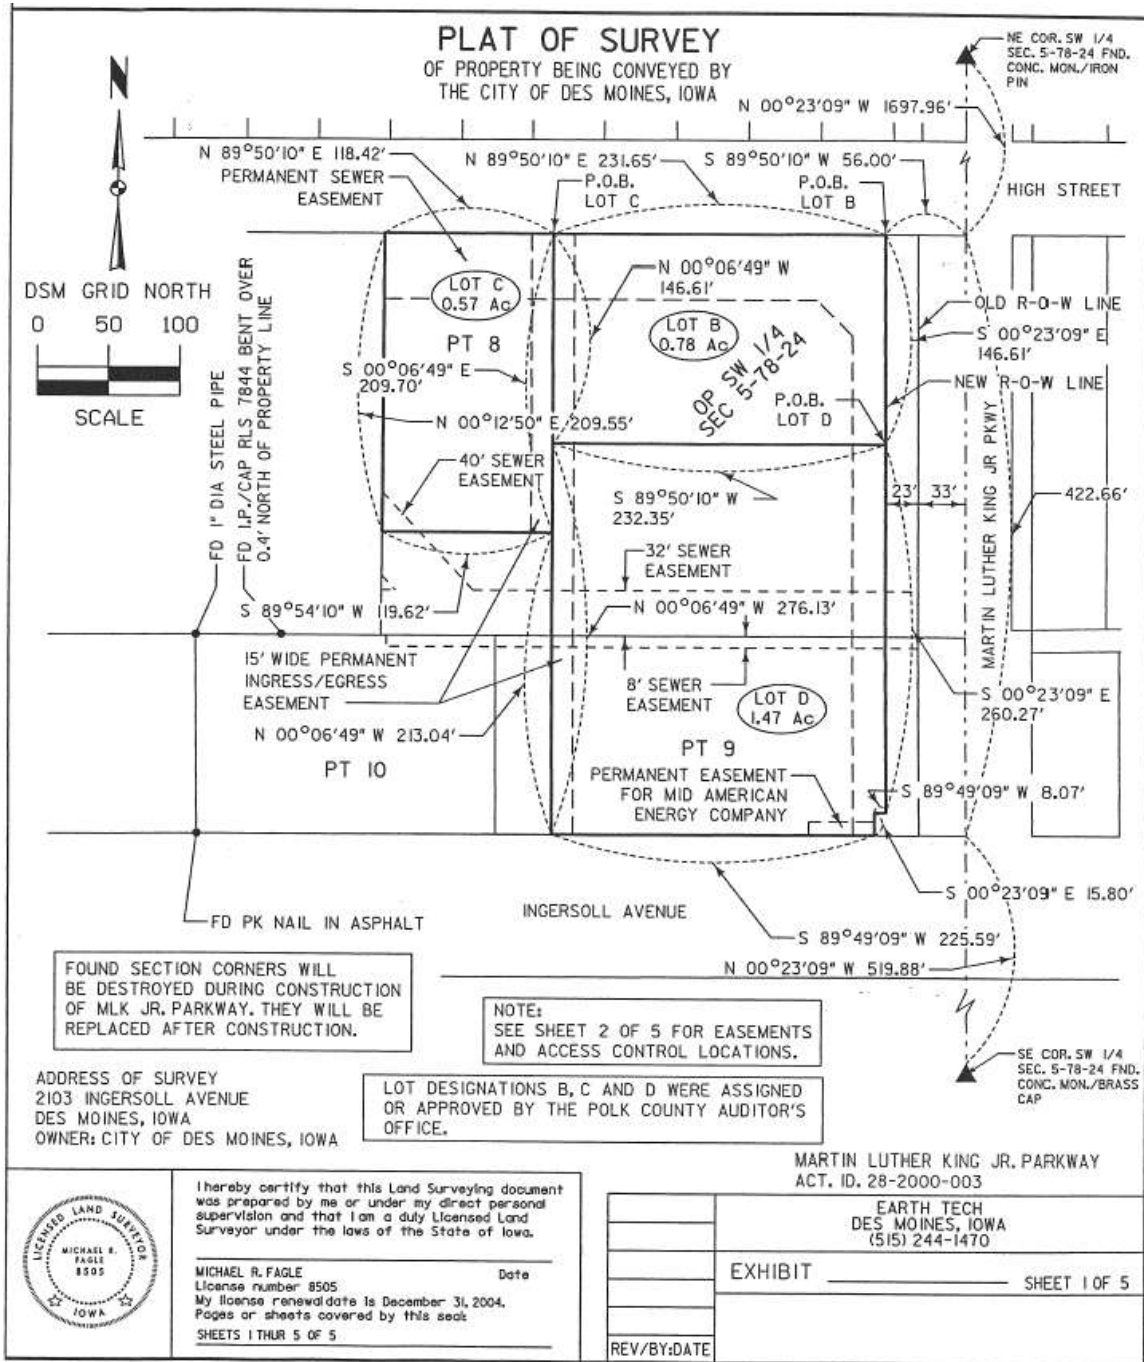 PLAT OF SURVEY
OF PROPERTY BEING CONVEYED BY
THE CITY OF DES MOINES, IOWA
NE COR. SW 1/4
SEC. 5-78-24 FND.
CONC. MON./IRON
PIN
N 00°23'09" W 1697.96'
N
N 89°50'10" E 118.42'
PERMANENT SEWER
EASEMENT
N 89°50'10" E 231.65'
P.O.B.
LOT C
S 89°50'10" W 56.00'
P.O.B.
LOT B
HIGH STREET
DSM GRID NORTH
0 50 100
SCALE
LOT C
0.57 Ac
PT 8
N 00°06'49" W
146.61'
LOT B
0.78 Ac
OP SW 1/4
SEC 5-78-24
OLD R-O-W LINE
S 00°23'09" E
146.61'
NEW R-O-W LINE
S 00°06'49" E
209.70'
N 00°12'50" E 209.55'
P.O.B.
LOT D
FD 1" DIA STEEL PIPE
FD I.P./CAP RLS 7844 BENT OVER
0.4' NORTH OF PROPERTY LINE
40' SEWER
EASEMENT
S 89°50'10" W
232.35'
23' 33'
MARTIN LUTHER KING JR PKWY
422.66'
32' SEWER
EASEMENT
S 89°54'10" W 119.62'
N 00°06'49" W 276.13'
15' WIDE PERMANENT
INGRESS/EGRESS
EASEMENT
8' SEWER
EASEMENT
LOT D
1.47 Ac
S 00°23'09" E
260.27'
N 00°06'49" W 213.04'
PT 10
PT 9
PERMANENT EASEMENT
FOR MID AMERICAN
ENERGY COMPANY
S 89°49'09" W 8.07'
S 00°23'09" E 15.80'
FD PK NAIL IN ASPHALT
INGERSOLL AVENUE
S 89°49'09" W 225.59'
N 00°23'09" W 519.88'
FOUND SECTION CORNERS WILL
BE DESTROYED DURING CONSTRUCTION
OF MLK JR. PARKWAY. THEY WILL BE
REPLACED AFTER CONSTRUCTION.
NOTE:
SEE SHEET 2 OF 5 FOR EASEMENTS
AND ACCESS CONTROL LOCATIONS.
SE COR. SW 1/4
SEC. 5-78-24 FND.
CONC. MON./BRASS
CAP
ADDRESS OF SURVEY
2103 INGERSOLL AVENUE
DES MOINES, IOWA
OWNER: CITY OF DES MOINES, IOWA
LOT DESIGNATIONS B, C AND D WERE ASSIGNED
OR APPROVED BY THE POLK COUNTY AUDITOR'S
OFFICE.
MARTIN LUTHER KING JR. PARKWAY
ACT. ID. 28-2000-003
LICENSED LAND SURVEYOR
MICHAEL R.
FAGLE
8505
IOWA
I hereby certify that this Land Surveying document
was prepared by me or under my direct personal
supervision and that I am a duly Licensed Land
Surveyor under the laws of the State of Iowa.
MICHAEL R. FAGLE Date
License number 8505
My license renewal date is December 31, 2004.
Pages or sheets covered by this seal:
SHEETS 1 THUR 5 OF 5
EARTH TECH
DES MOINES, IOWA
(515) 244-1470
EXHIBIT
SHEET 1 OF 5
REV/BY:DATE